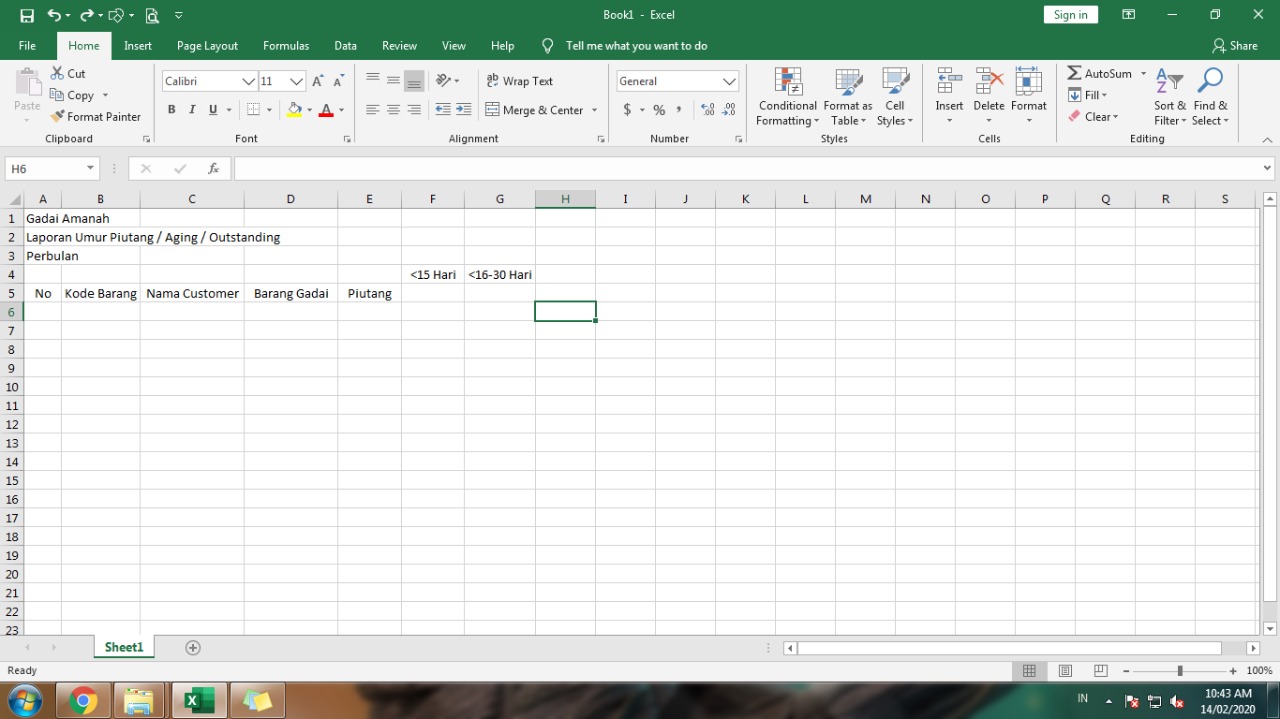 Book1 - Excel
Sign in
File Home Insert Page Layout Formulas Data Review View Help Tell me what you want to do Share
Paste
Cut
Copy
Format Painter
Clipboard
Calibri 11
B I U
Font
Wrap Text
Merge & Center
Alignment
General
$ % ,
Number
Conditional Formatting
Format as Table
Cell Styles
Styles
Insert Delete Format
Cells
AutoSum
Fill
Clear
Sort & Filter
Find & Select
Editing
H6 fx
A B C D E F G H I J K L M N O P Q R S
1 Gadai Amanah
2 Laporan Umur Piutang / Aging / Outstanding
3 Perbulan
4 <15 Hari <16-30 Hari
5 No Kode Barang Nama Customer Barang Gadai Piutang
6
7
8
9
10
11
12
13
14
15
16
17
18
19
20
21
22
23
Sheet1
Ready 100%
IN 10:43 AM
14/02/2020